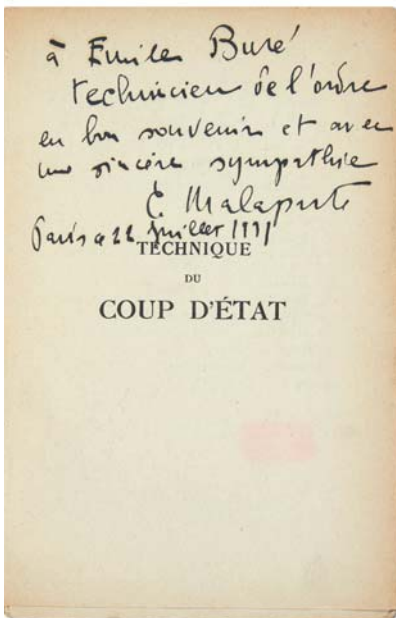 à Emile Buré
technicien de l'ordre
en bon souvenir et avec
une sincère sympathie
C. Malaparte
Paris 22 Juillet 1931
TECHNIQUE
DU
COUP D'ÉTAT